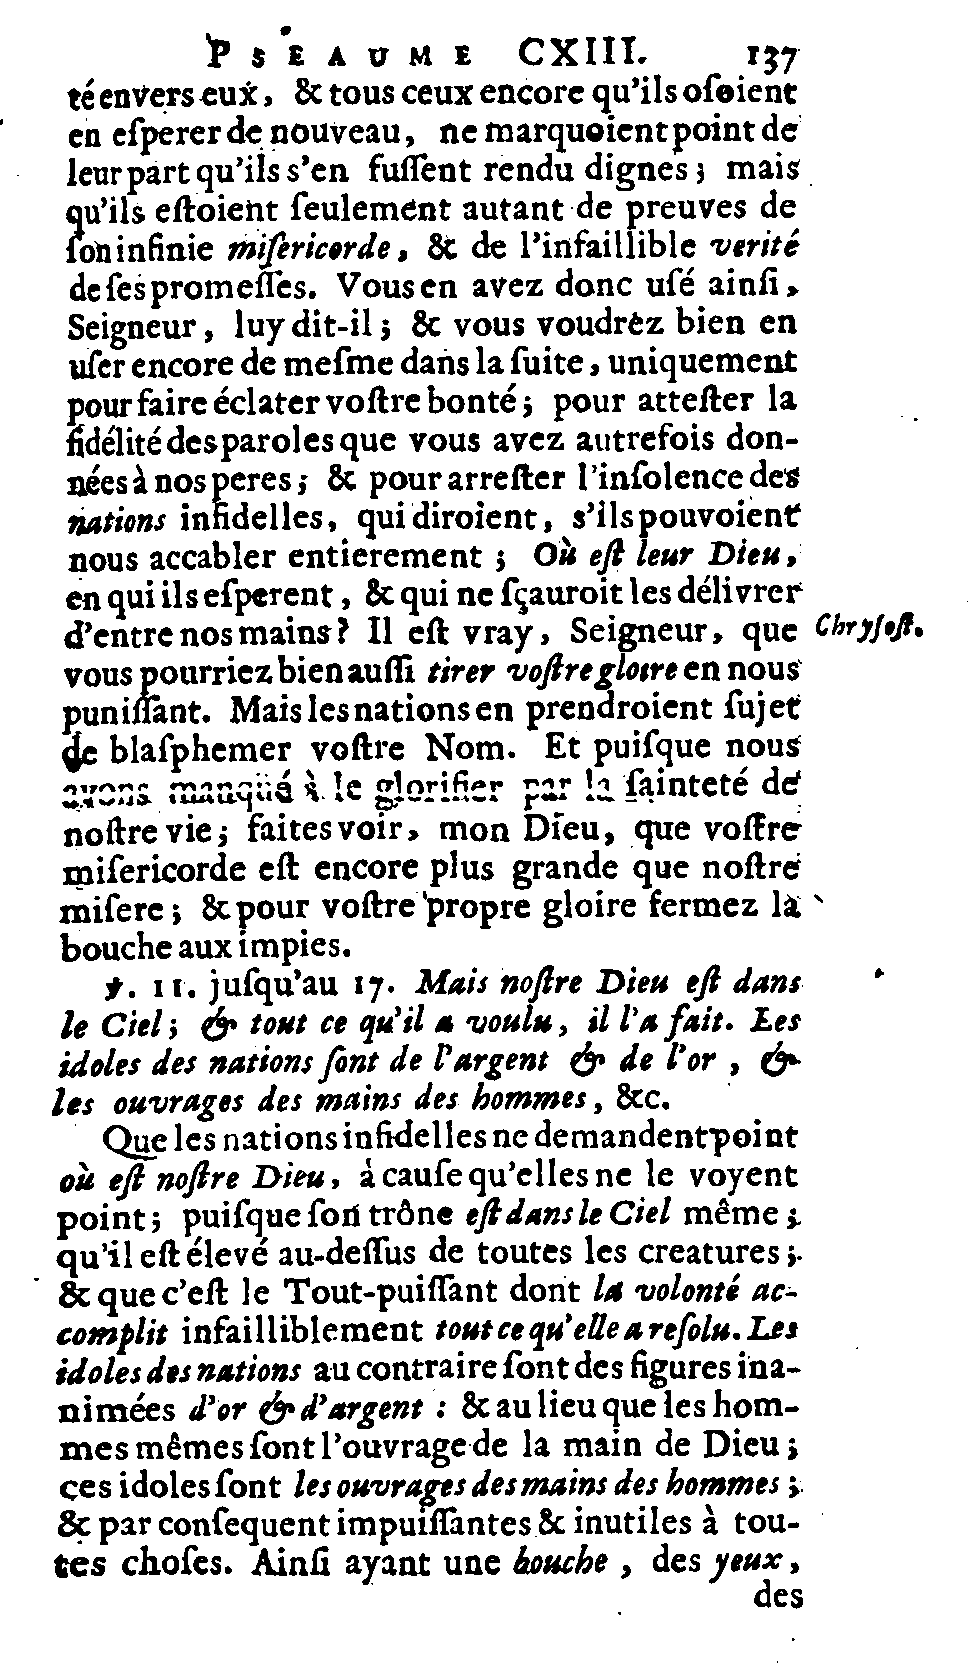 PSEAUME CXIII. 137
té envers eux, & tous ceux encore qu'ils oſoient
en eſperer de nouveau, ne marquoient point de
leur part qu'ils s'en fuſſent rendu dignes; mais
qu'ils eſtoient ſeulement autant de preuves de
ſon infinie miſericorde, & de l'infaillible verité
de ſes promeſſes. Vous en avez donc uſé ainſi,
Seigneur, luy dit-il; & vous voudrèz bien en
uſer encore de meſme dans la ſuite, uniquement
pour faire éclater voſtre bonté; pour atteſter la
fidélité des paroles que vous avez autrefois don-
nées à nos peres; & pour arreſter l'inſolence des
nations infidelles, qui diroient, s'ils pouvoient
nous accabler entierement; Où eſt leur Dieu,
en qui ils eſperent, & qui ne ſçauroit les délivrer
d'entre nos mains? Il eſt vray, Seigneur, que
Chryſoſt.
vous pourriez bien auſſi tirer voſtre gloire en nous
puniſſant. Mais les nations en prendroient ſujet
de blaſphemer voſtre Nom. Et puiſque nous
avons manqué à le glorifier par la ſainteté de
noſtre vie; faites voir, mon Dieu, que voſtre
miſericorde eſt encore plus grande que noſtre
miſere; & pour voſtre propre gloire fermez la
bouche aux impies.
℣. 11. juſqu'au 17. Mais noſtre Dieu eſt dans
le Ciel; & tout ce qu'il a voulu, il l'a fait. Les
idoles des nations ſont de l'argent & de l'or, &
les ouvrages des mains des hommes, &c.
Que les nations infidelles ne demandent point
où eſt noſtre Dieu, à cauſe qu'elles ne le voyent
point; puiſque ſon trône eſt dans le Ciel même;
qu'il eſt élevé au-deſſus de toutes les creatures;
& que c'eſt le Tout-puiſſant dont la volonté ac-
complit infailliblement tout ce qu'elle a reſolu. Les
idoles des nations au contraire ſont des figures ina-
nimées d'or & d'argent: & au lieu que les hom-
mes mêmes ſont l'ouvrage de la main de Dieu;
ces idoles ſont les ouvrages des mains des hommes;
& par conſequent impuiſſantes & inutiles à tou-
tes choſes. Ainſi ayant une bouche, des yeux,
des